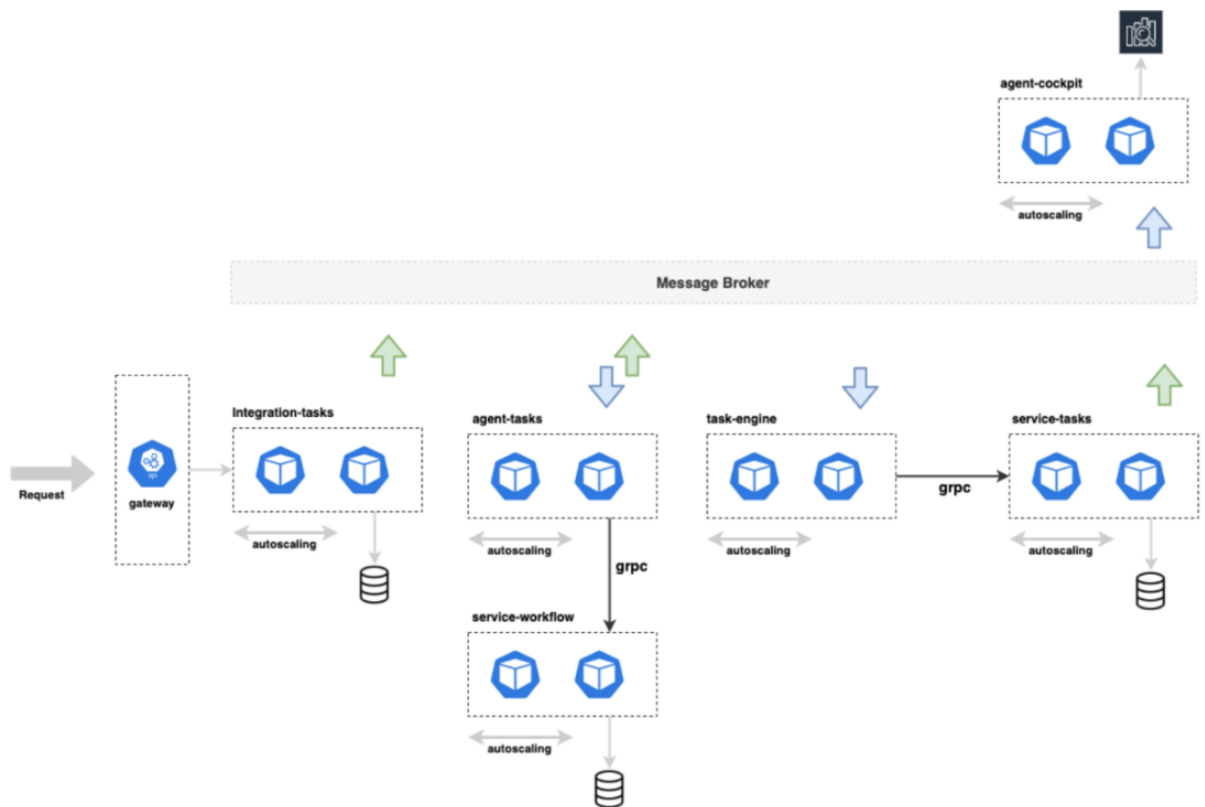 agent-cockpit
autoscaling
Message Broker
Integration-tasks
agent-tasks
task-engine
service-tasks
Request
gateway
grpc
autoscaling
autoscaling
autoscaling
autoscaling
grpc
service-workflow
autoscaling